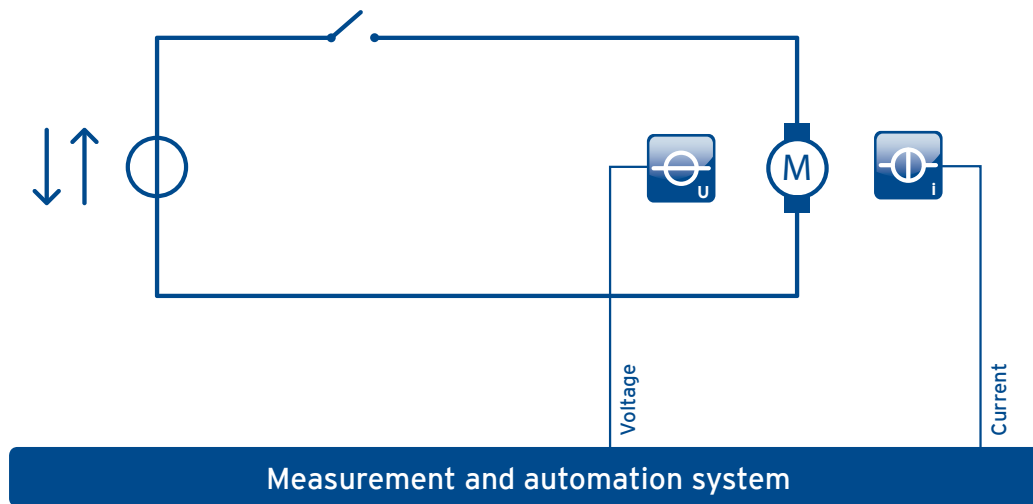 U
M
i
Voltage
Current
Measurement and automation system